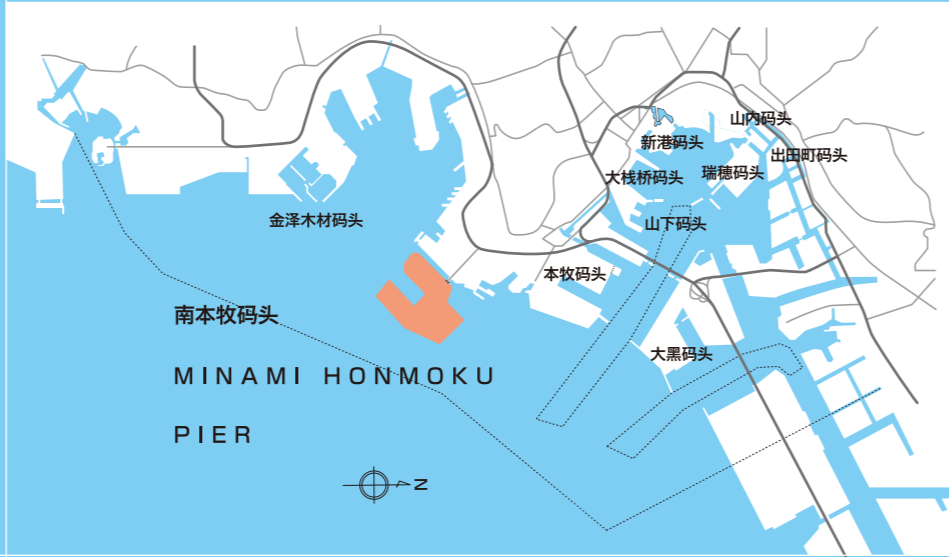 山内码头
新港码头
出田町码头
大栈桥码头
瑞穗码头
金泽木材码头
山下码头
本牧码头
南本牧码头
大黑码头
MINAMI HONMOKU
PIER
N